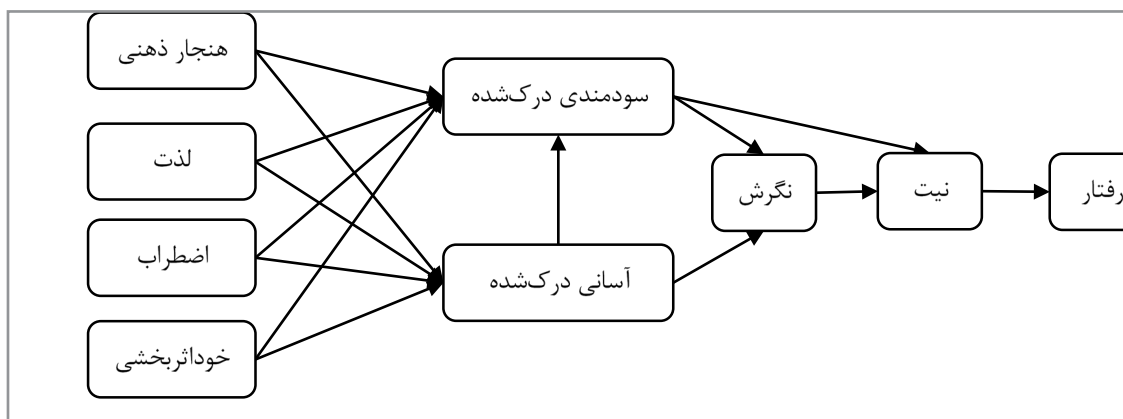 هنجار ذهنی
لذت
اضطراب
خوداثربخشی
سودمندی درک‌شده
آسانی درک‌شده
نگرش
نیت
رفتار